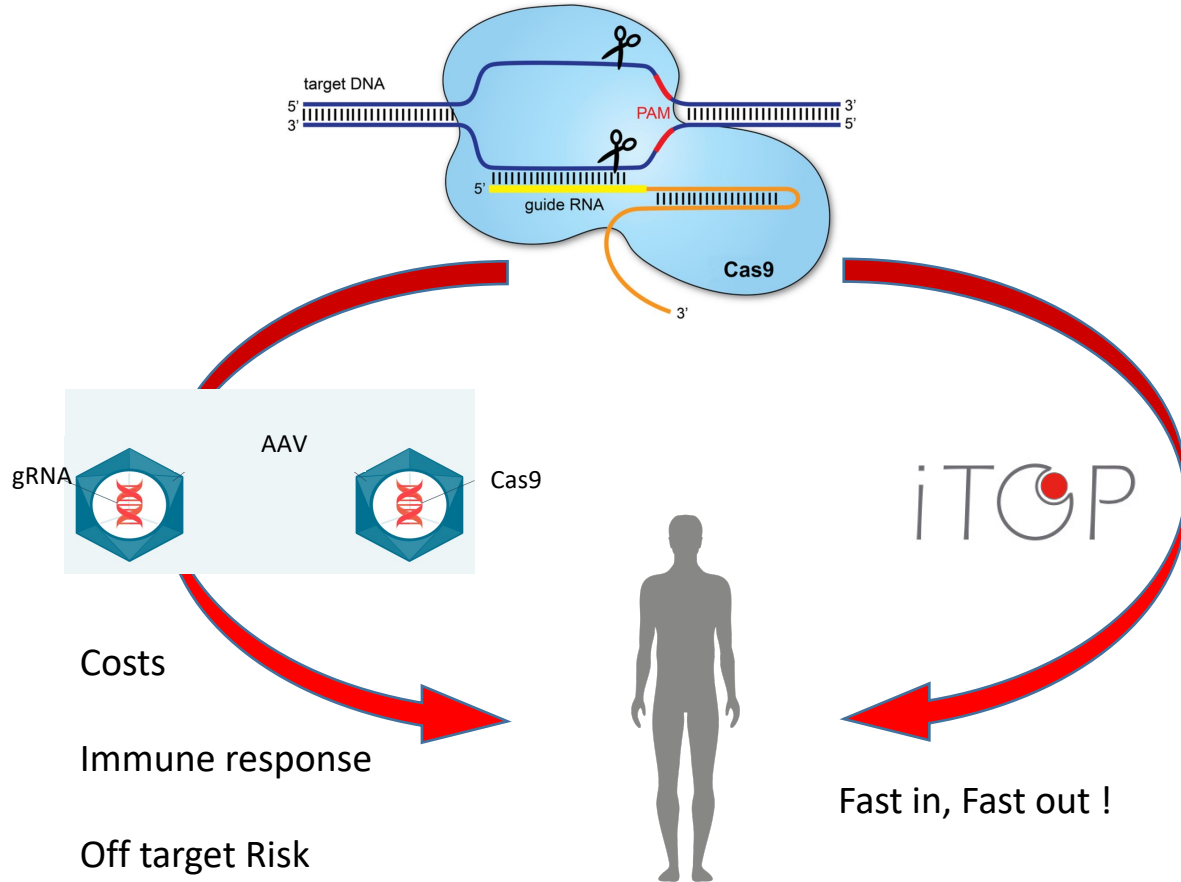 target DNA
5’
3’
3’
5’
PAM
5’
guide RNA
Cas9
3’
AAV
gRNA
Cas9
iTOP
Costs
Immune response
Off target Risk
Fast in, Fast out !